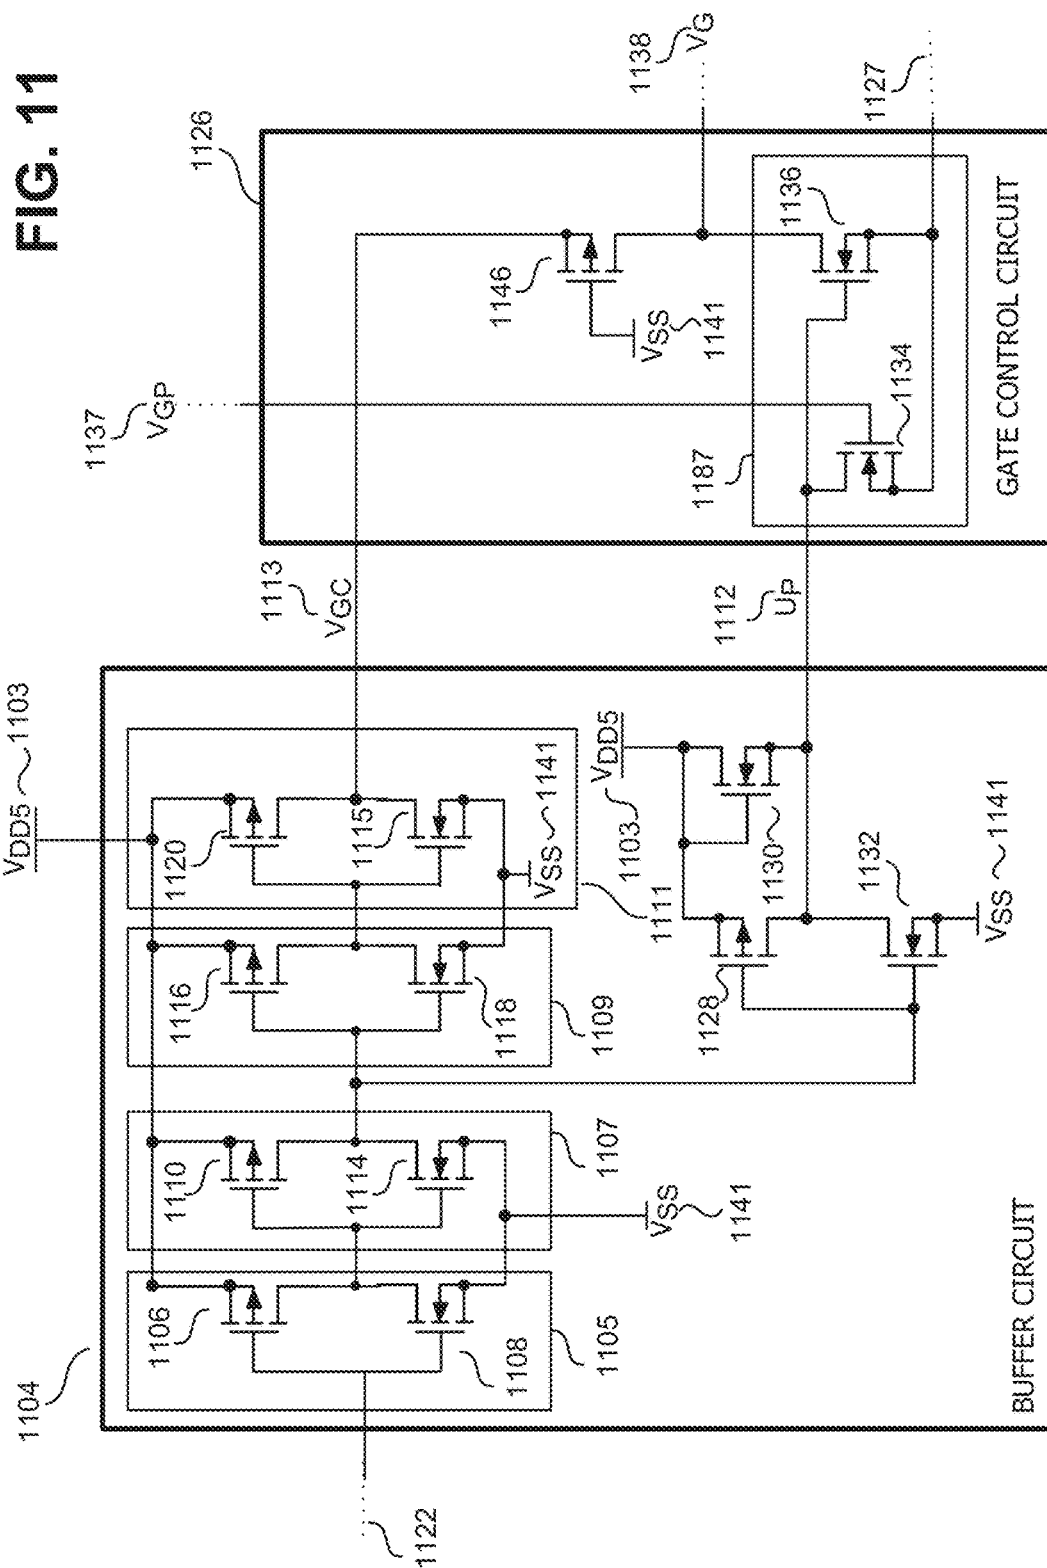 FIG. 11
1104
1106
1108
1105
1122
1110
1114
1107
VSS
1141
1116
1118
1109
1120
1115
VSS
1141
1111
VDD5
1103
VDD5
1103
1128
1130
1132
VSS
1141
BUFFER CIRCUIT
1113
VGC
1112
UP
1137
VGP
1126
1146
VSS
1141
1187
1134
1136
1138
VG
1127
GATE CONTROL CIRCUIT